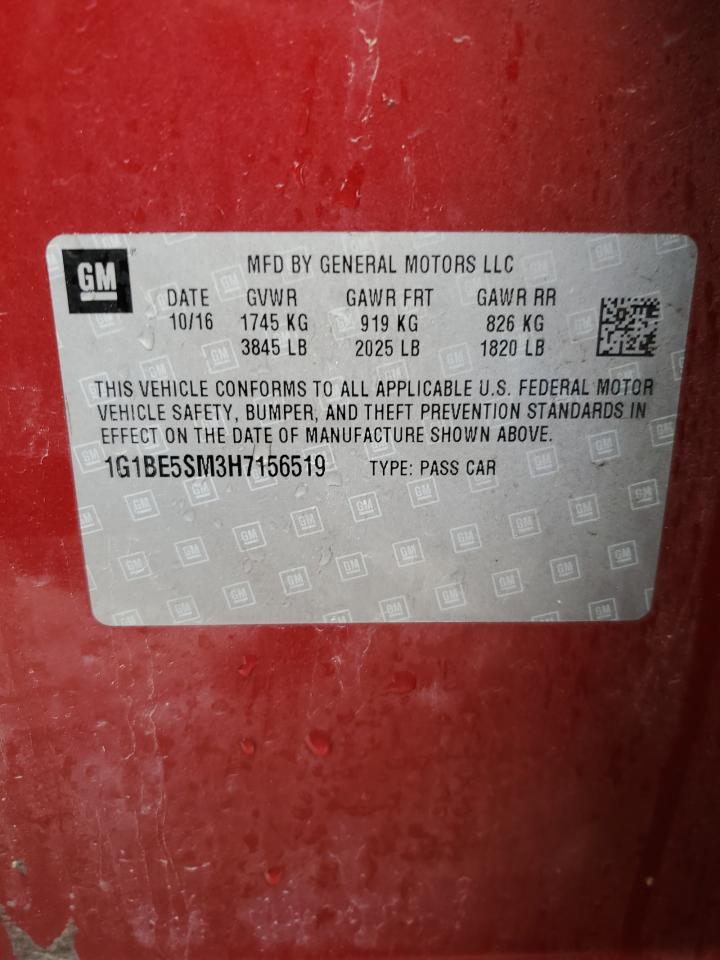 GM
MFD BY GENERAL MOTORS LLC
DATE GVWR GAWR FRT GAWR RR
10/16 1745 KG 919 KG 826 KG
3845 LB 2025 LB 1820 LB
THIS VEHICLE CONFORMS TO ALL APPLICABLE U.S. FEDERAL MOTOR
VEHICLE SAFETY, BUMPER, AND THEFT PREVENTION STANDARDS IN
EFFECT ON THE DATE OF MANUFACTURE SHOWN ABOVE.
1G1BE5SM3H7156519 TYPE: PASS CAR